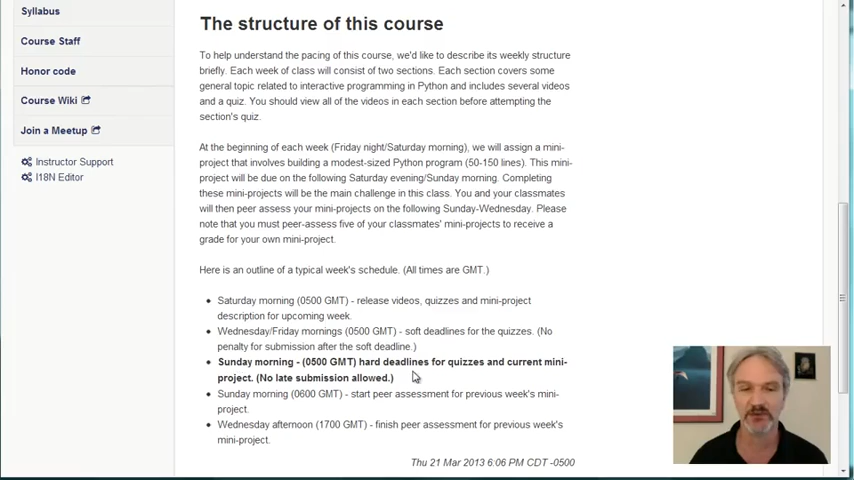 Syllabus
Course Staff
Honor code
Course Wiki
Join a Meetup
Instructor Support
I18N Editor
The structure of this course
To help understand the pacing of this course, we'd like to describe its weekly structure
briefly. Each week of class will consist of two sections. Each section covers some
general topic related to interactive programming in Python and includes several videos
and a quiz. You should view all of the videos in each section before attempting the
section's quiz.
At the beginning of each week (Friday night/Saturday morning), we will assign a mini-
project that involves building a modest-sized Python program (50-150 lines). This mini-
project will be due on the following Saturday evening/Sunday morning. Completing
these mini-projects will be the main challenge in this class. You and your classmates
will then peer assess your mini-projects on the following Sunday-Wednesday. Please
note that you must peer-assess five of your classmates' mini-projects to receive a
grade for your own mini-project.
Here is an outline of a typical week's schedule. (All times are GMT.)
Saturday morning (0500 GMT) - release videos, quizzes and mini-project
description for upcoming week.
Wednesday/Friday mornings (0500 GMT) - soft deadlines for the quizzes. (No
penalty for submission after the soft deadline.)
Sunday morning - (0500 GMT) hard deadlines for quizzes and current mini-
project. (No late submission allowed.)
Sunday morning (0600 GMT) - start peer assessment for previous week's mini-
project.
Wednesday afternoon (1700 GMT) - finish peer assessment for previous week's
mini-project.
Thu 21 Mar 2013 6:06 PM CDT -0500